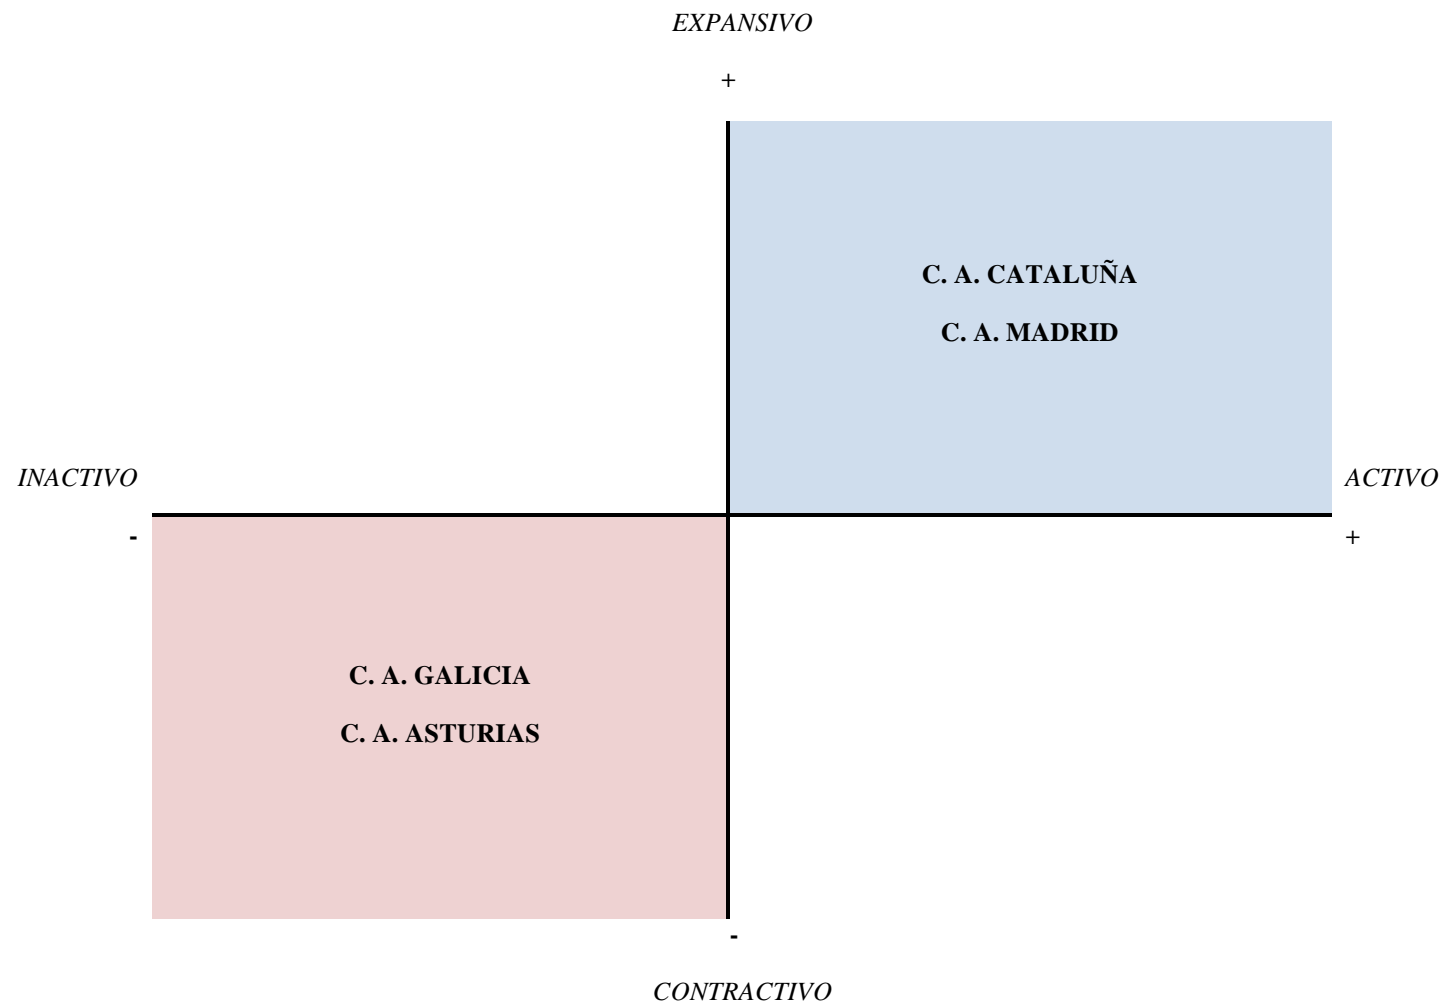 EXPANSIVO
+
C. A. CATALUÑA
C. A. MADRID
INACTIVO
ACTIVO
-
+
C. A. GALICIA
C. A. ASTURIAS
-
CONTRACTIVO